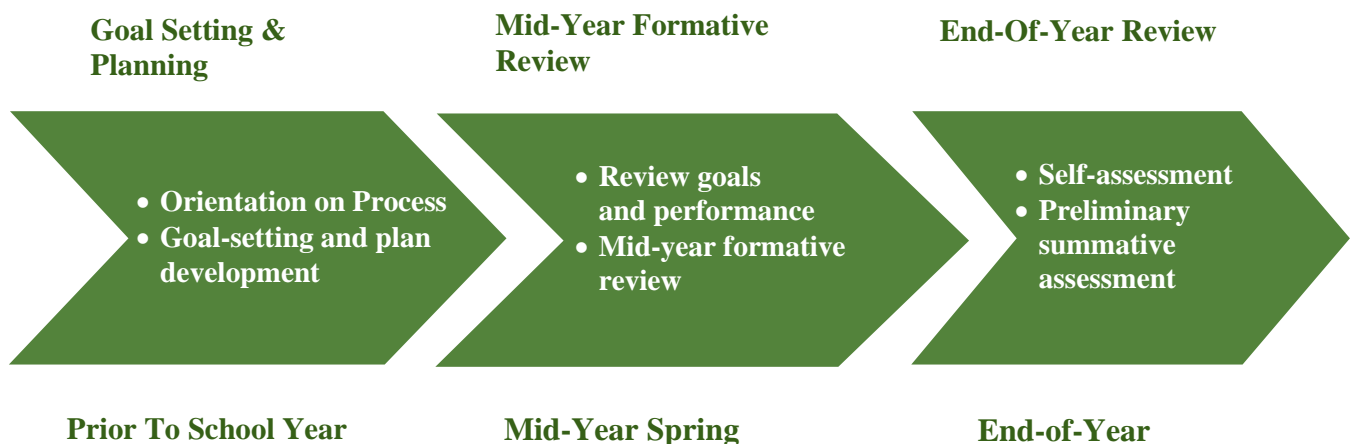 Goal Setting &
Planning
Mid-Year Formative
Review
End-Of-Year Review
• Orientation on Process
• Goal-setting and plan
development
• Review goals
and performance
• Mid-year formative
review
• Self-assessment
• Preliminary
summative
assessment
Prior To School Year
Mid-Year Spring
End-of-Year